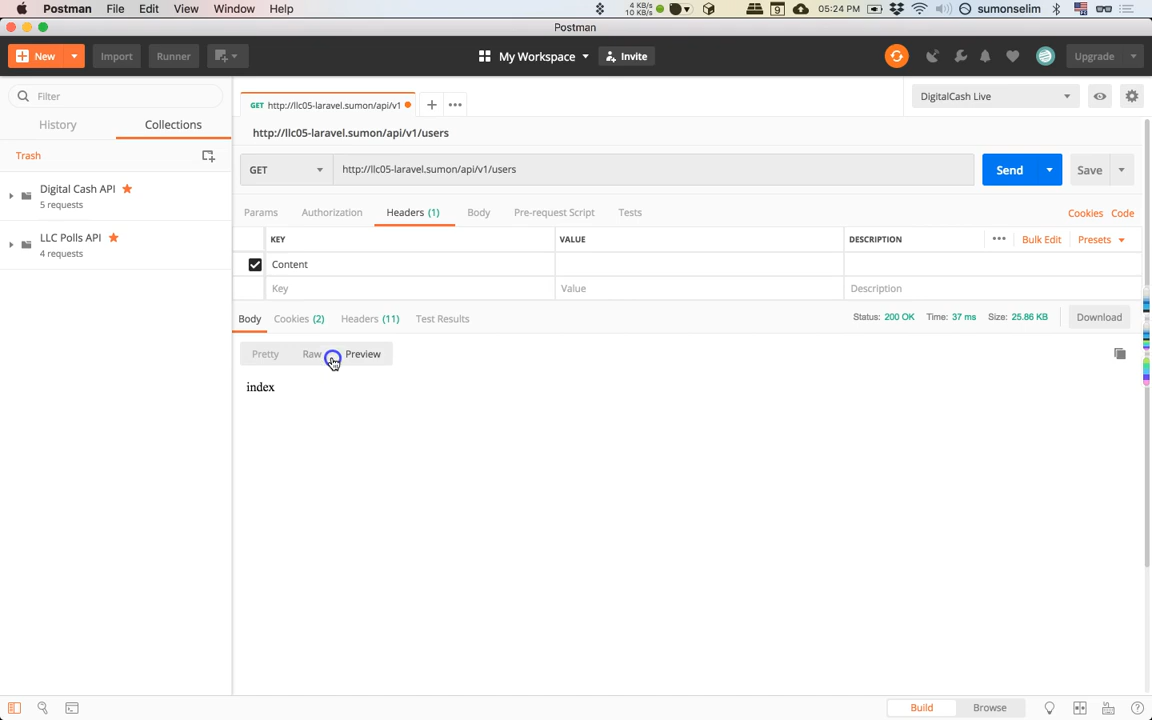 Postman File Edit View Window Help 4 KB/s 10 KB/s 9 05:24 PM sumonselim
Postman
New Import Runner My Workspace Invite Upgrade
Filter
GET http://llc05-laravel.sumon/api/v1 DigitalCash Live
History Collections
http://llc05-laravel.sumon/api/v1/users
Trash
GET http://llc05-laravel.sumon/api/v1/users Send Save
Digital Cash API
5 requests
LLC Polls API
4 requests
Params Authorization Headers (1) Body Pre-request Script Tests Cookies Code
KEY VALUE DESCRIPTION Bulk Edit Presets
Content
Key Value Description
Body Cookies (2) Headers (11) Test Results Status: 200 OK Time: 37 ms Size: 25.86 KB Download
Pretty Raw Preview
index
Build Browse